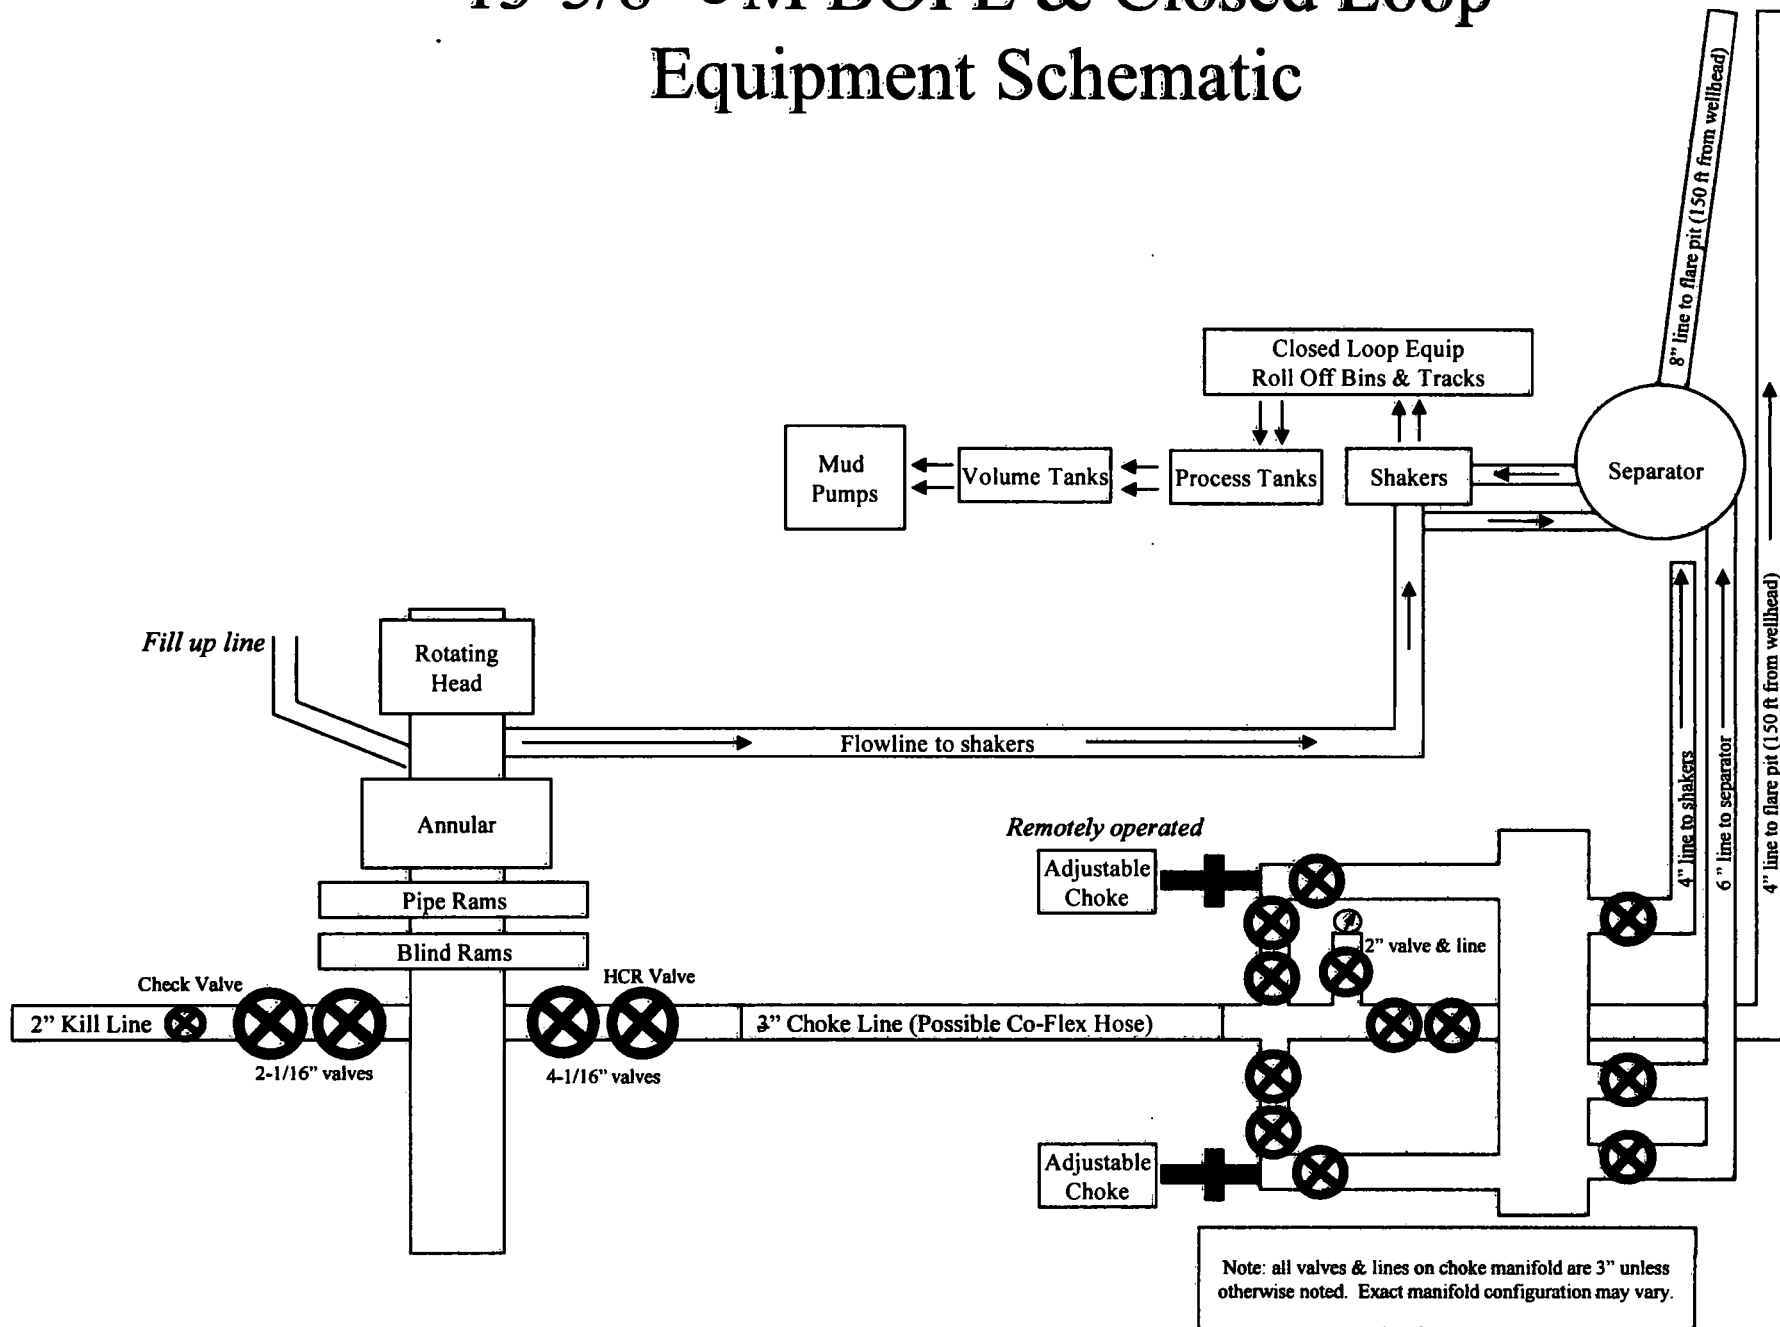 Equipment Schematic
8" line to flare pit (150 ft from wellhead)
Closed Loop Equip
Roll Off Bins & Tracks
Mud
Pumps
Volume Tanks
Process Tanks
Shakers
Separator
Fill up line
Rotating
Head
Flowline to shakers
Annular
Pipe Rams
Blind Rams
Remotely operated
Adjustable
Choke
2" valve & line
4" line to shakers
6" line to separator
4" line to flare pit (150 ft from wellhead)
Check Valve
HCR Valve
2" Kill Line
3" Choke Line (Possible Co-Flex Hose)
2-1/16" valves
4-1/16" valves
Adjustable
Choke
Note: all valves & lines on choke manifold are 3" unless
otherwise noted. Exact manifold configuration may vary.